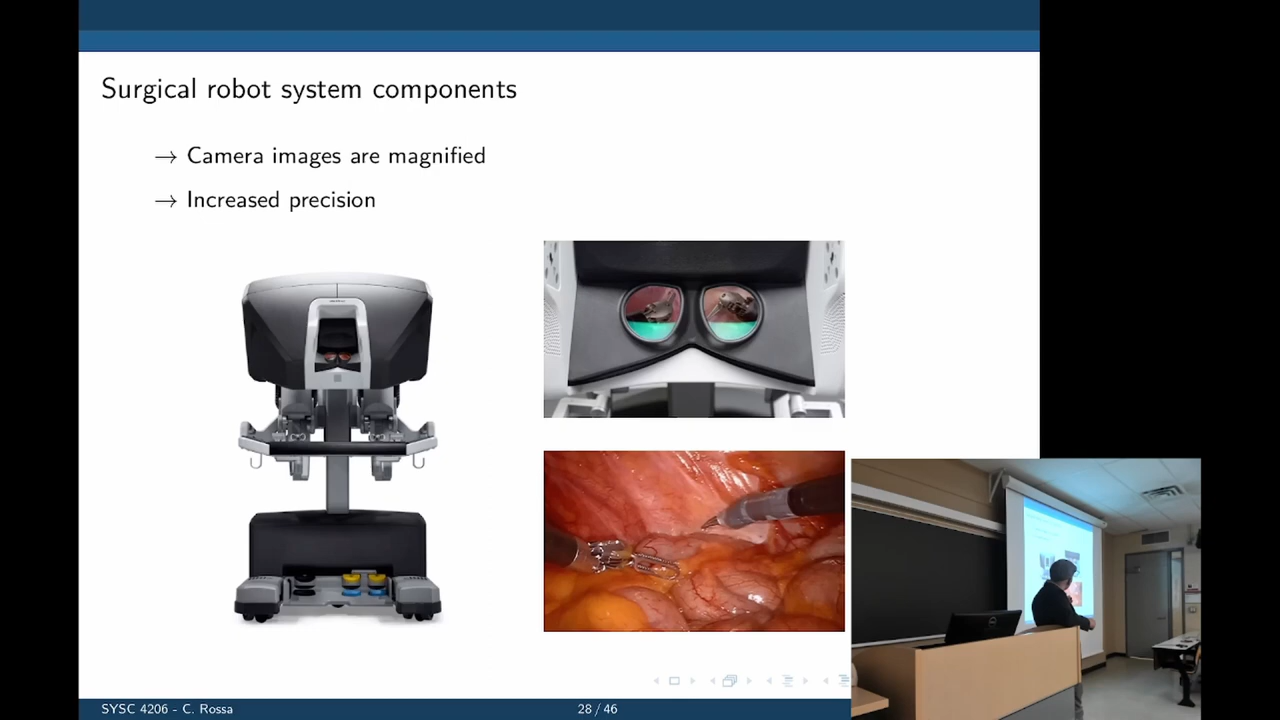 Surgical robot system components
→ Camera images are magnified
→ Increased precision
SYSC 4206 - C. Rossa
28 / 46